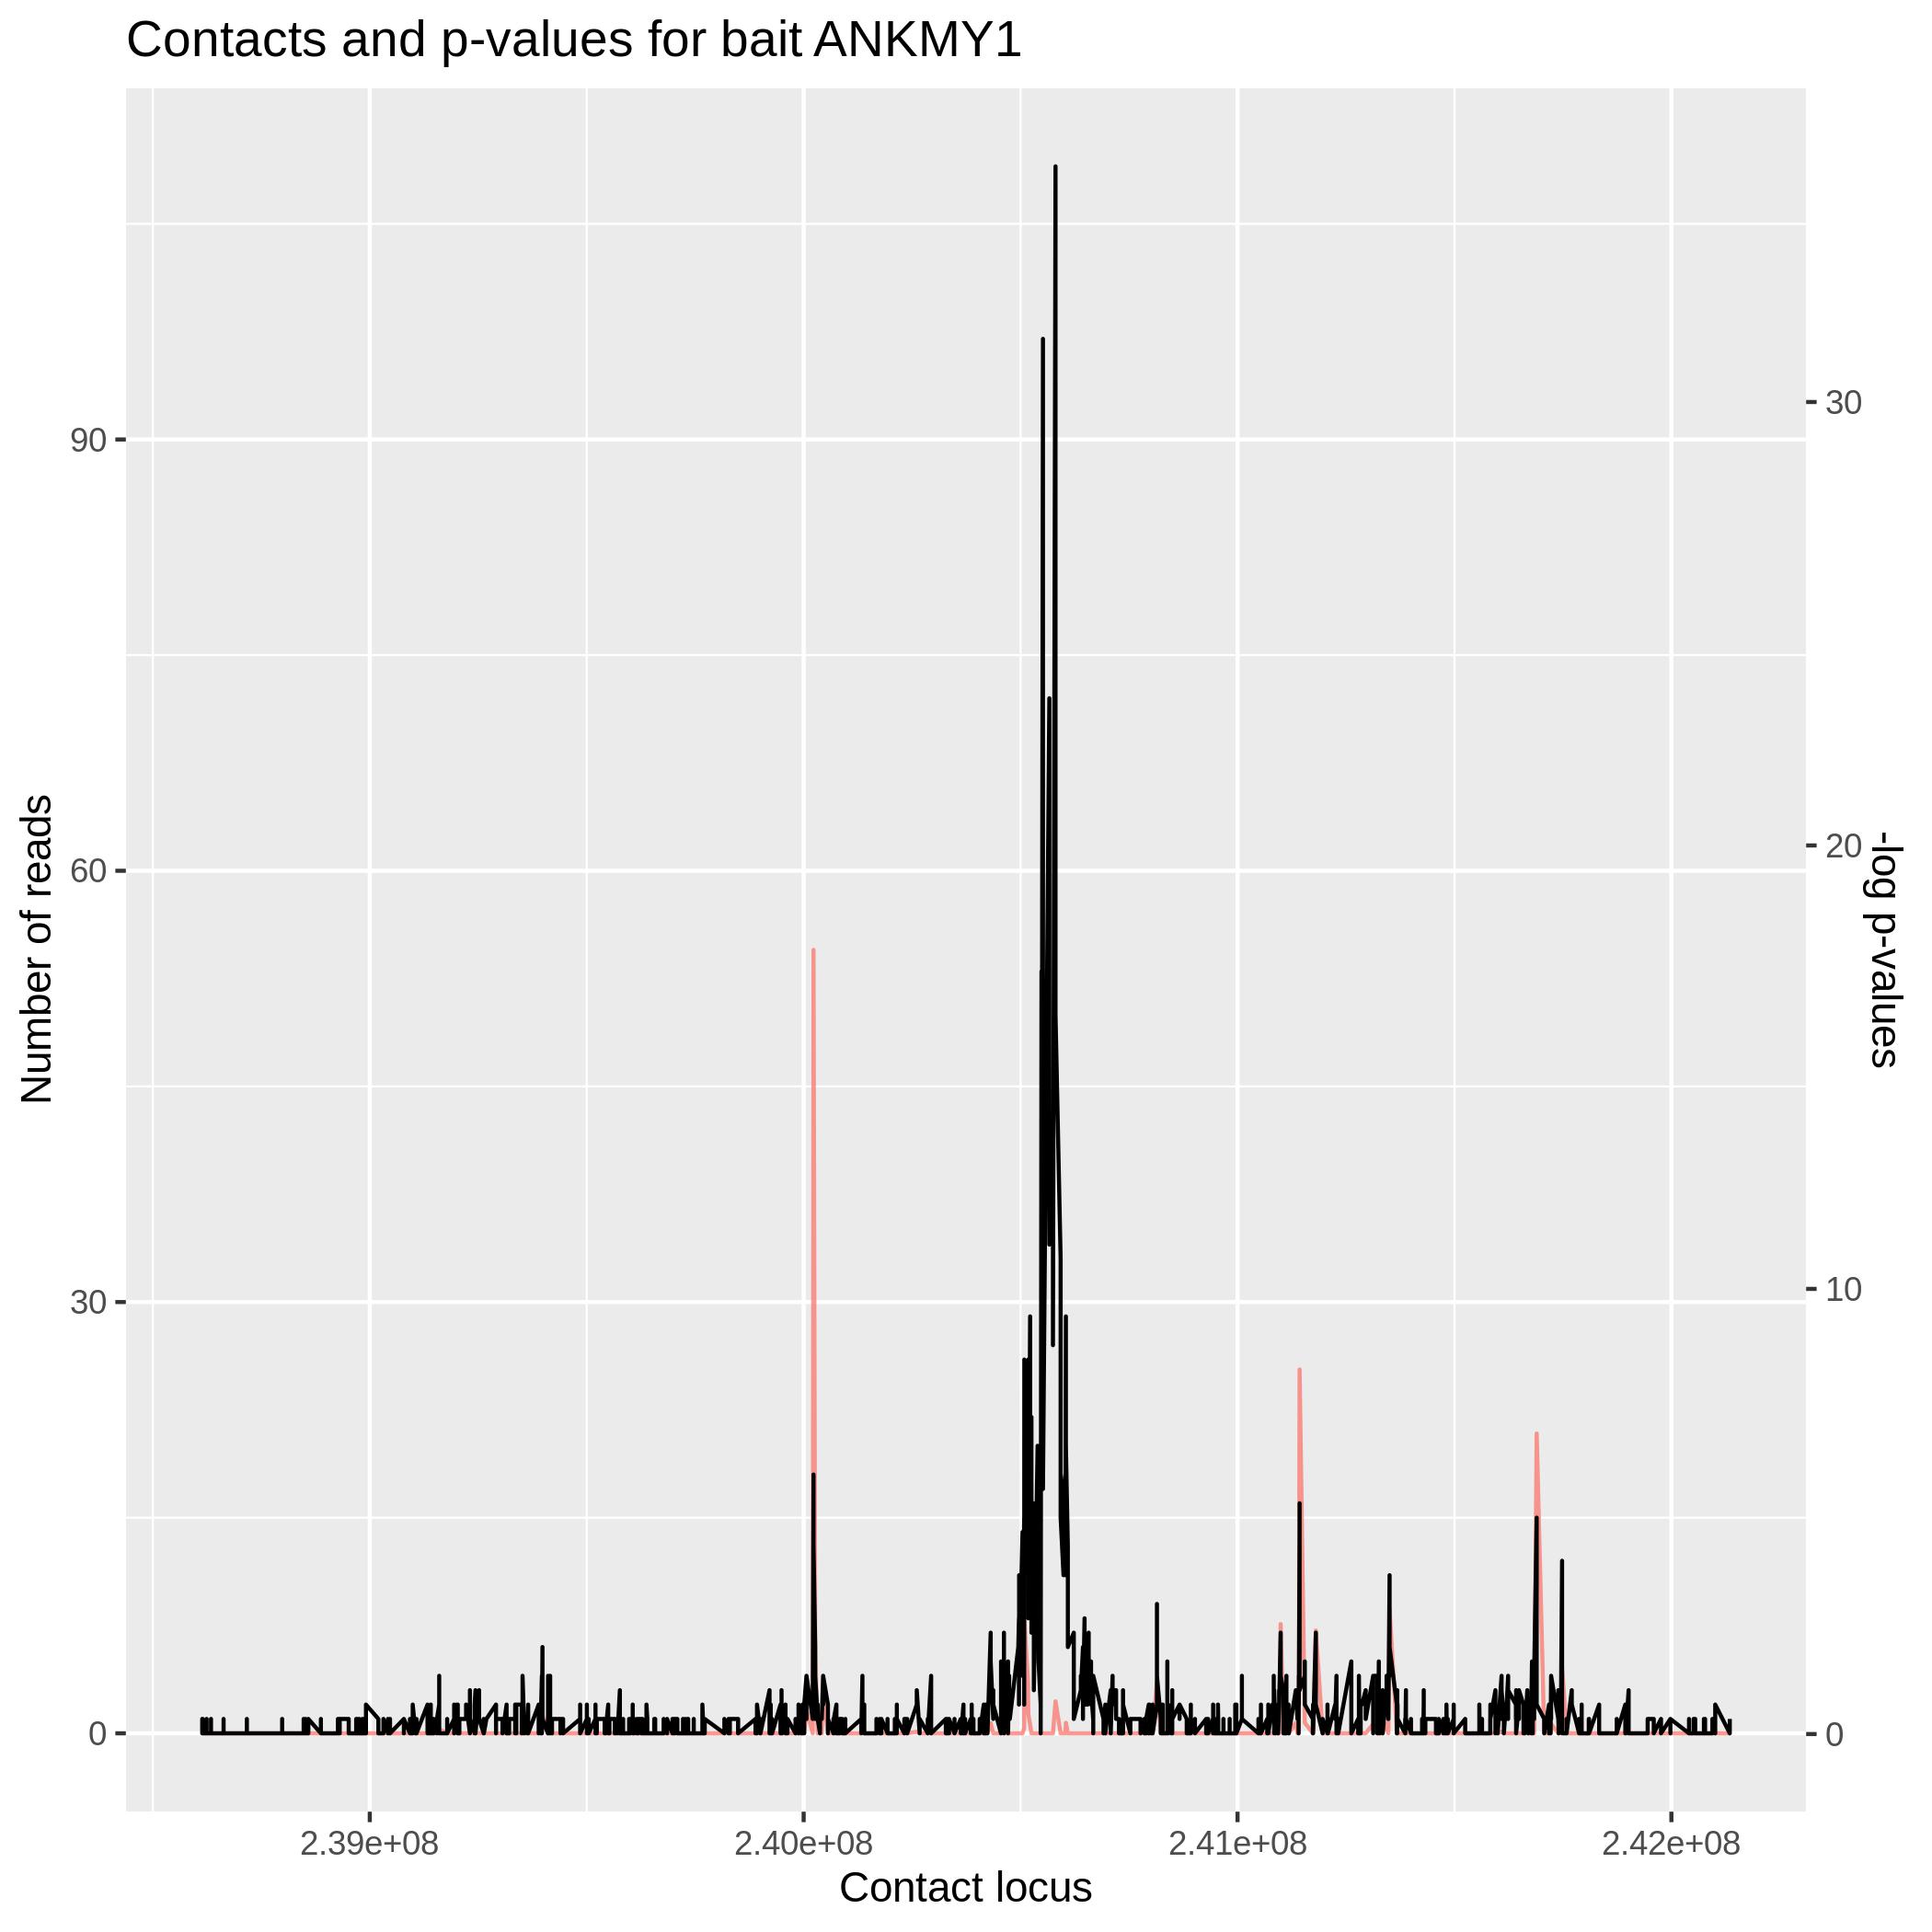 Contacts and p-values for bait ANKMY1
Number of reads
90
60
30
0
30
20
10
0
-log p-values
2.39e+08
2.40e+08
2.41e+08
2.42e+08
Contact locus